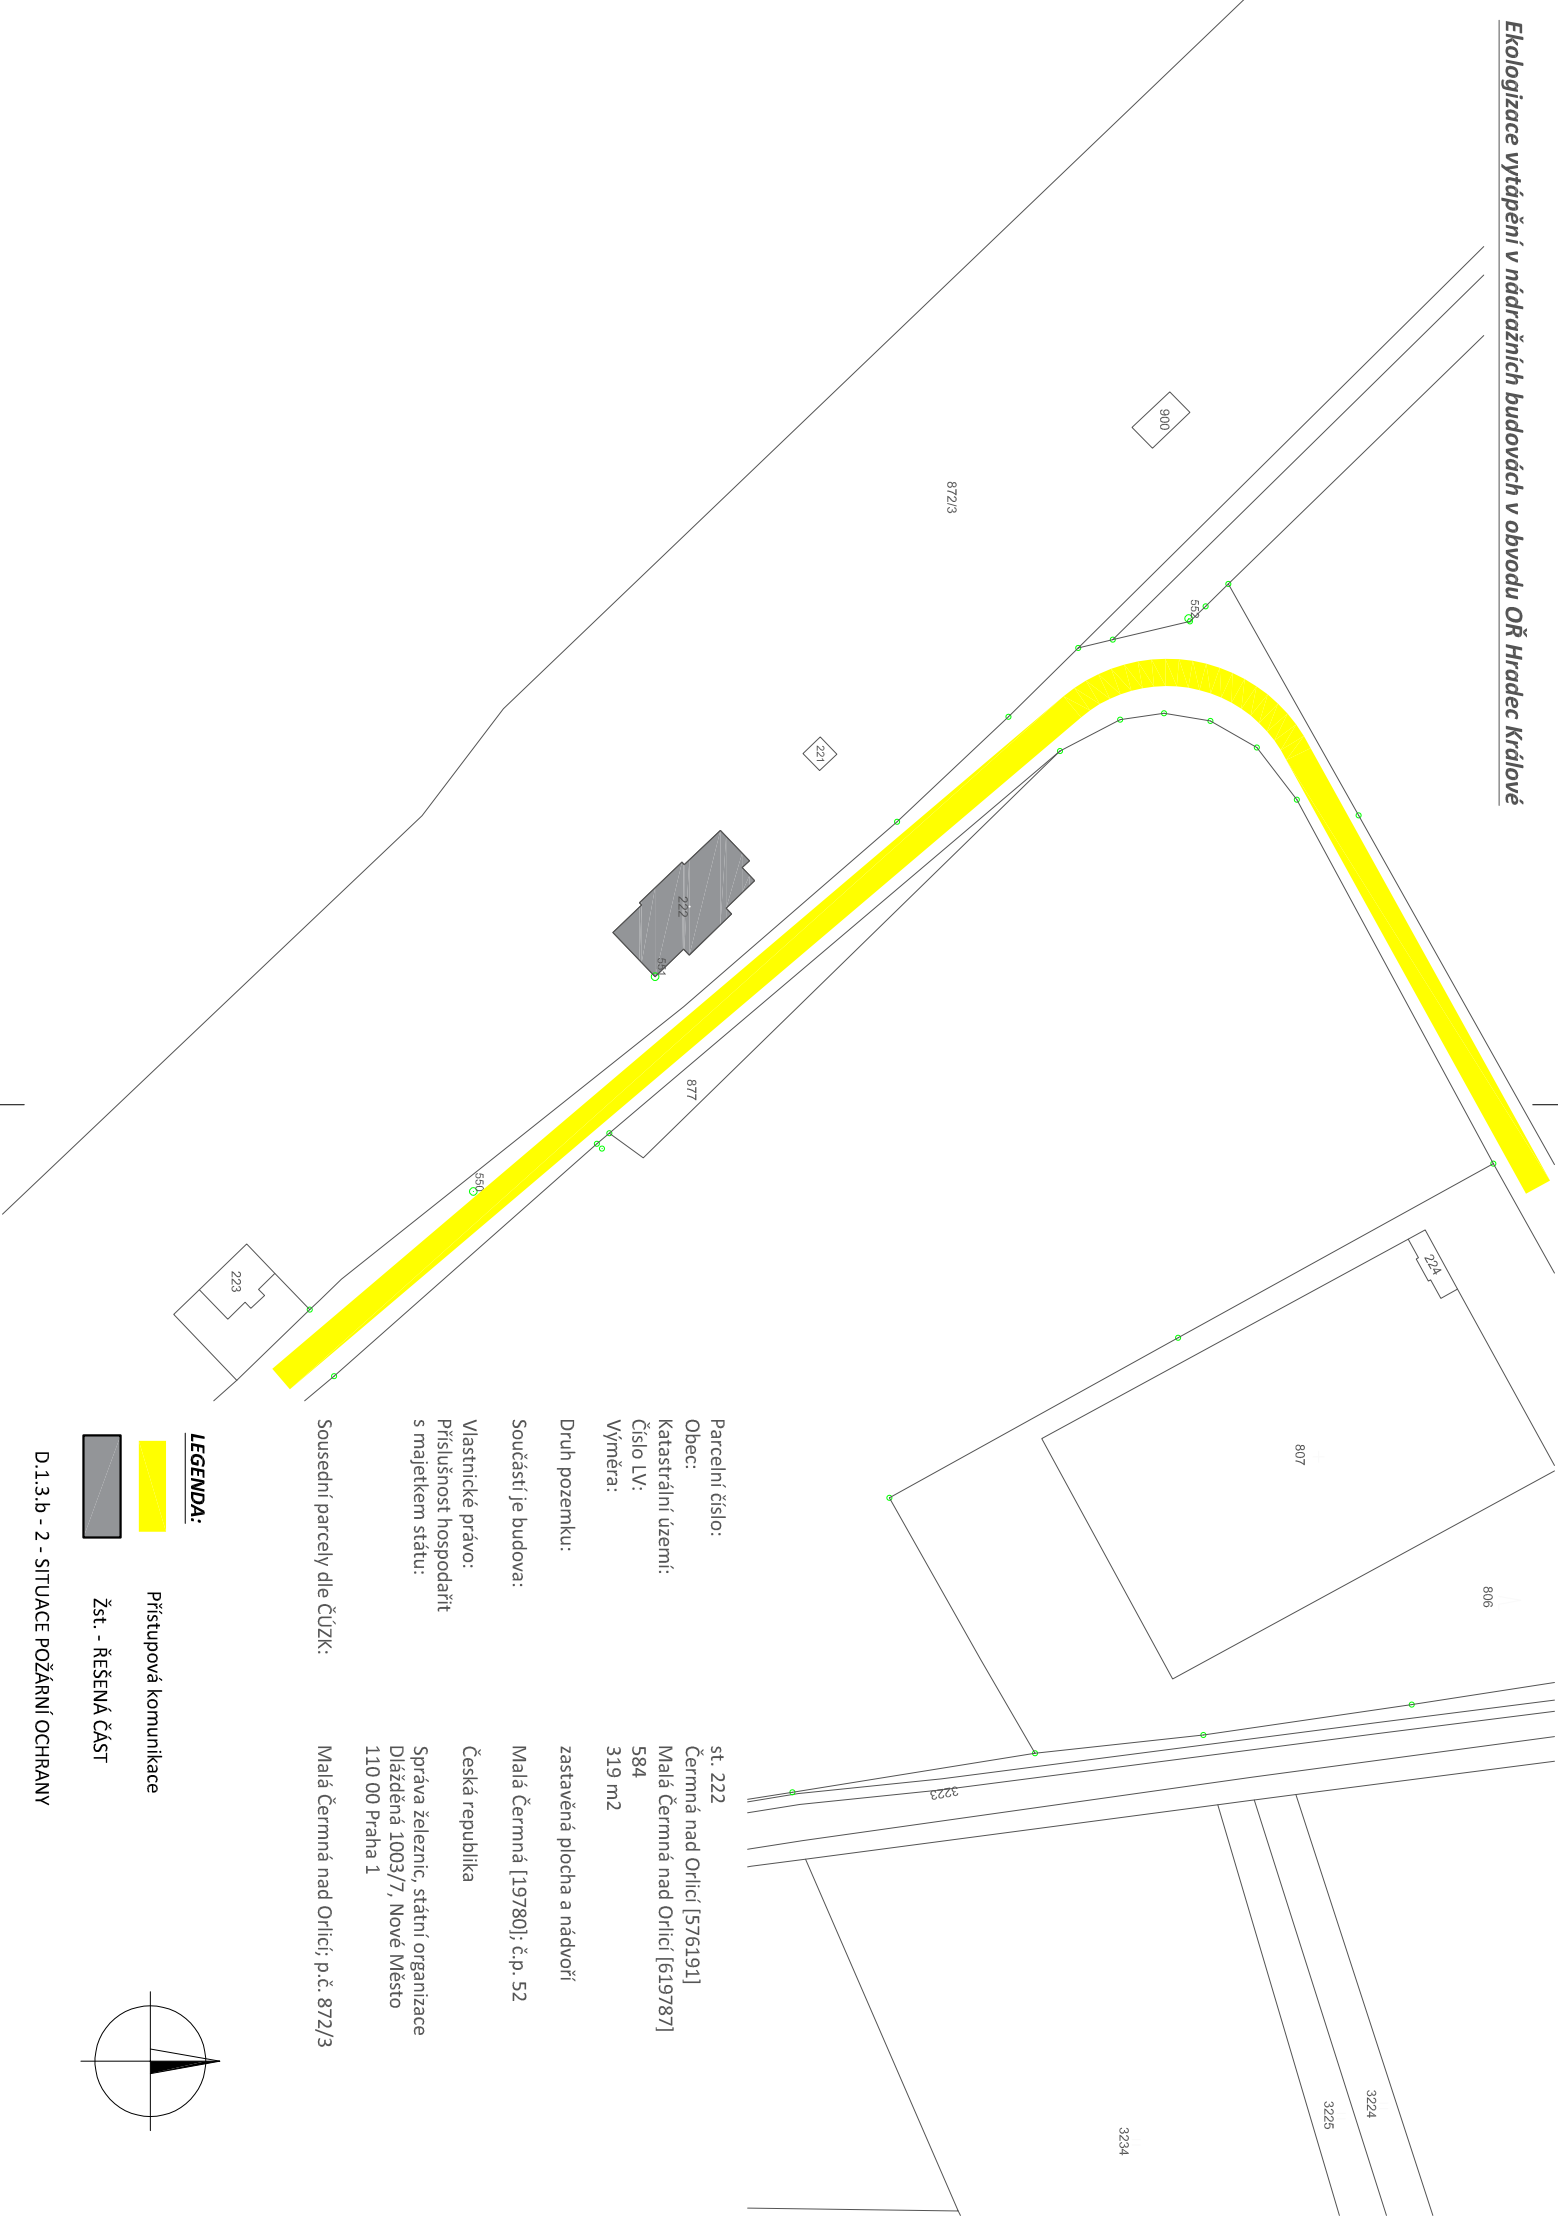 Ekologizace vytápění v nádražních budovách v obvodu OŘ Hradec Králové
900
872/3
552
221
222
551
877
550
223
224
807
806
3223
3224
3225
3234
Parcelní číslo: st. 222
Obec: Čermná nad Orlicí [576191]
Katastrální území: Malá Čermná nad Orlicí [619787]
Číslo LV: 584
Výměra: 319 m2
Druh pozemku: zastavěná plocha a nádvoří
Součástí je budova: Malá Čermná [19780]; č.p. 52
Vlastnické právo: Česká republika
Příslušnost hospodařit
s majetkem státu: Správa železnic, státní organizace
Dlážděná 1003/7, Nové Město
110 00 Praha 1
Sousední parcely dle ČÚZK: Malá Čermná nad Orlicí; p.č. 872/3
LEGENDA:
Přístupová komunikace
Žst. - ŘEŠENÁ ČÁST
D.1.3.b - 2 - SITUACE POŽÁRNÍ OCHRANY